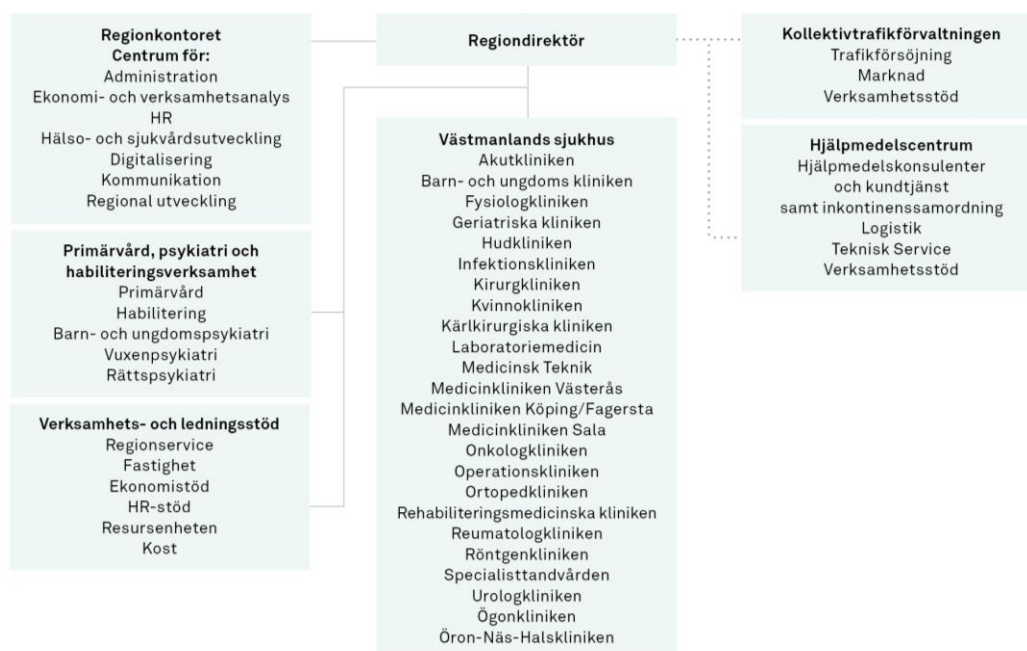 Regionkontoret
Centrum för:
Administration
Ekonomi- och verksamhetsanalys
HR
Hälso- och sjukvårdsutveckling
Digitalisering
Kommunikation
Regional utveckling
Primärvård, psykiatri och
habiliteringsverksamhet
Primärvård
Habilitering
Barn- och ungdomspsykiatri
Vuxenpsykiatri
Rättspsykiatri
Verksamhets- och ledningsstöd
Regionservice
Fastighet
Ekonomistöd
HR-stöd
Resursenheten
Kost
Regiondirektör
Västmanlands sjukhus
Akutkliniken
Barn- och ungdoms kliniken
Fysiologkliniken
Geriatriska kliniken
Hudkliniken
Infektionskliniken
Kirurgkliniken
Kvinnokliniken
Kärlkirurgiska kliniken
Laboratoriemedicin
Medicinsk Teknik
Medicinkliniken Västerås
Medicinkliniken Köping/Fagersta
Medicinkliniken Sala
Onkologkliniken
Operationskliniken
Ortopedkliniken
Rehabiliteringsmedicinska kliniken
Reumatologkliniken
Röntgenkliniken
Specialisttandvården
Urologkliniken
Ögonkliniken
Öron-Näs-Halskliniken
Kollektivtrafikförvaltningen
Trafikförsöjning
Marknad
Verksamhetsstöd
Hjälpmedelscentrum
Hjälpmedelskonsulenter
och kundtjänst
samt inkontinenssamordning
Logistik
Teknisk Service
Verksamhetsstöd